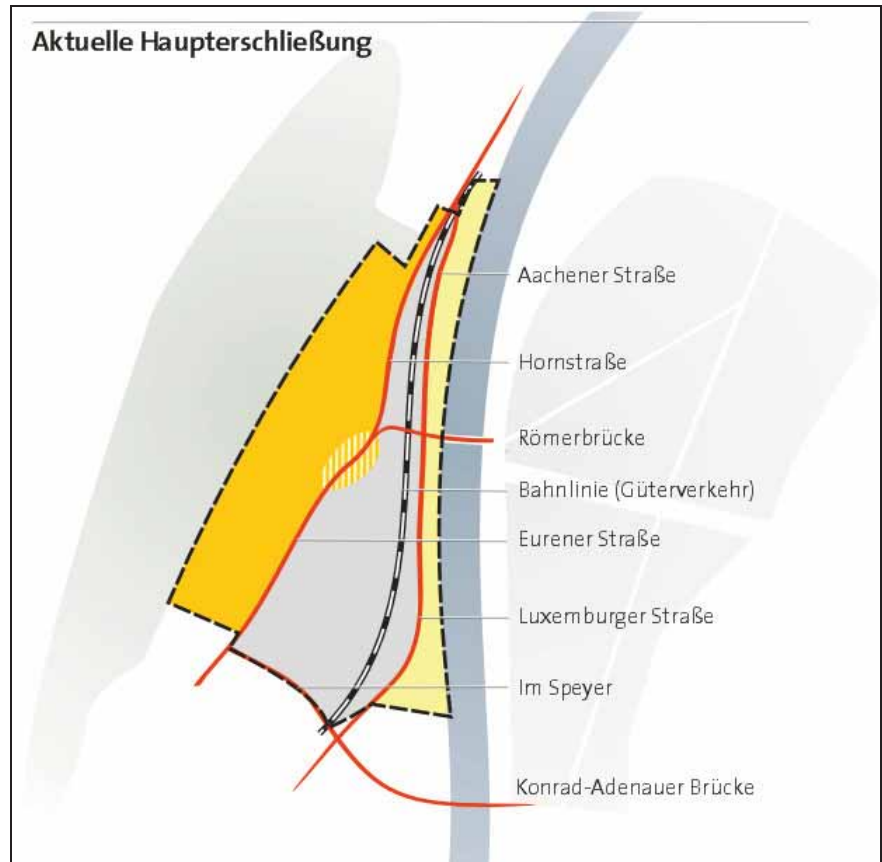 Aktuelle Haupterschließung
Aachener Straße
Hornstraße
Römerbrücke
Bahnlinie (Güterverkehr)
Eurener Straße
Luxemburger Straße
Im Speyer
Konrad-Adenauer Brücke